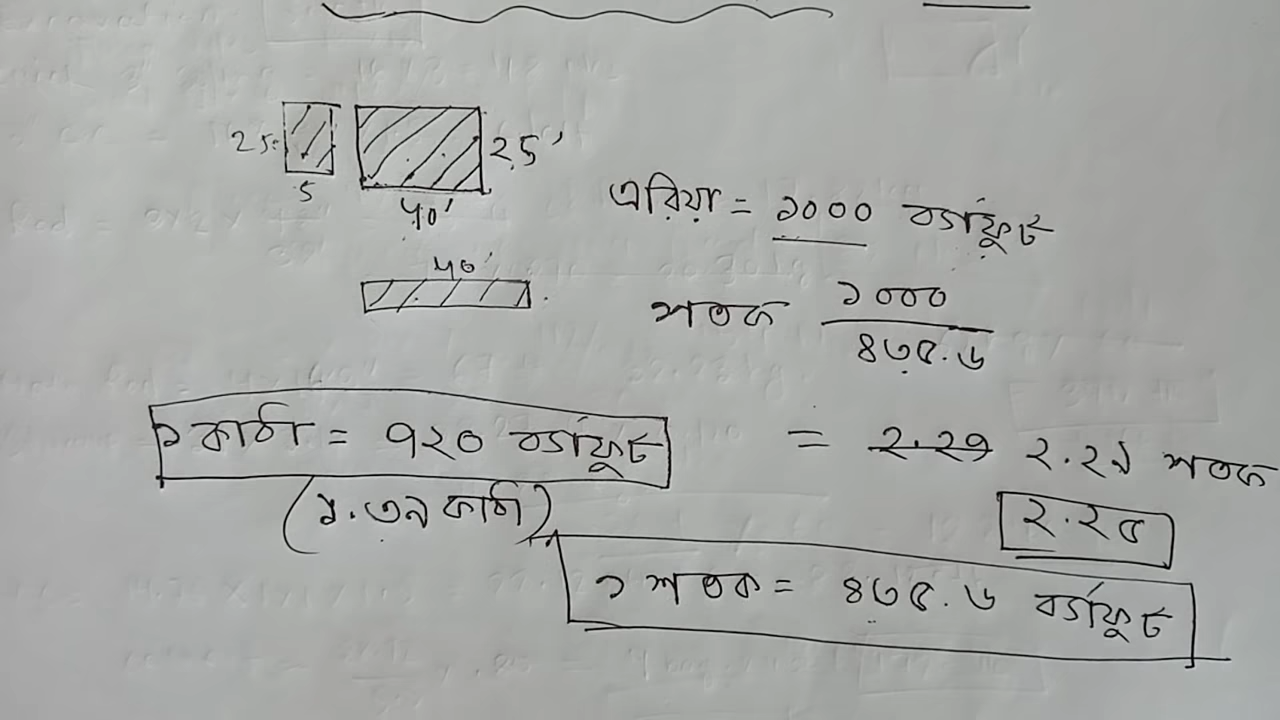 25 25'
5 40'
এরিয়া = ১০০০ বর্গফুট
40'
শতক ১০০০
৪৩৫.৬
১ কাঠা = ৭২০ বর্গফুট
= ২.২৭ ২.২৯ শতক
(১.৩৯ কাঠা)
২.২৫
১ শতক = ৪৩৫.৬ বর্গফুট